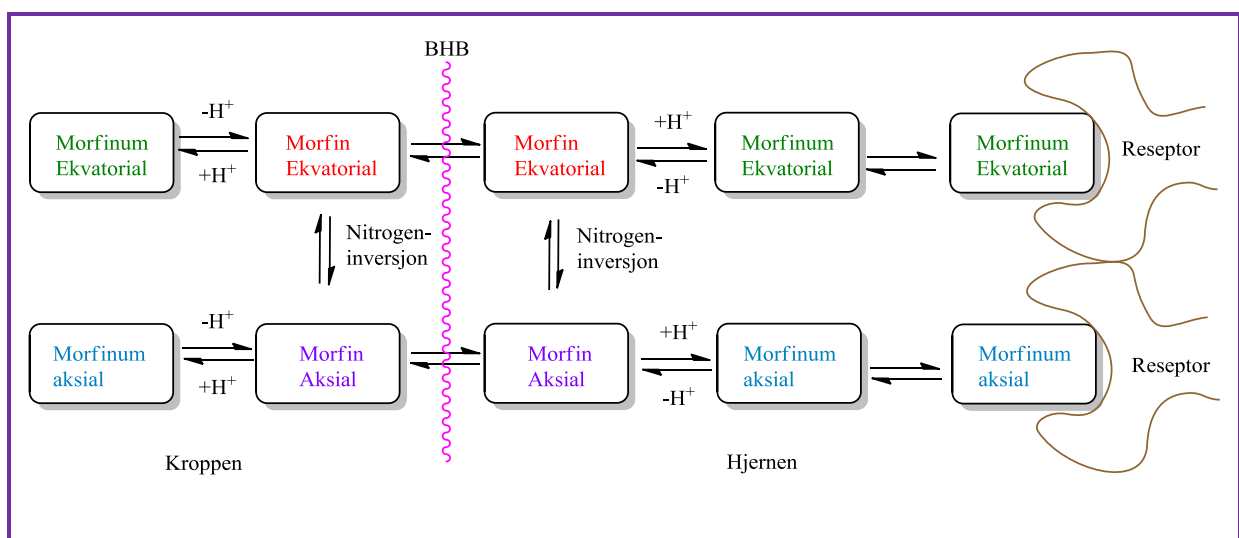 BHB
-H+
+H+
Morfinum
Ekvatorial
Morfin
Ekvatorial
Morfin
Ekvatorial
+H+
-H+
Morfinum
Ekvatorial
Morfinum
Ekvatorial
Reseptor
Nitrogen-
inversjon
Nitrogen-
inversjon
-H+
+H+
Morfinum
aksial
Morfin
Aksial
Morfin
Aksial
+H+
-H+
Morfinum
aksial
Morfinum
aksial
Reseptor
Kroppen
Hjernen